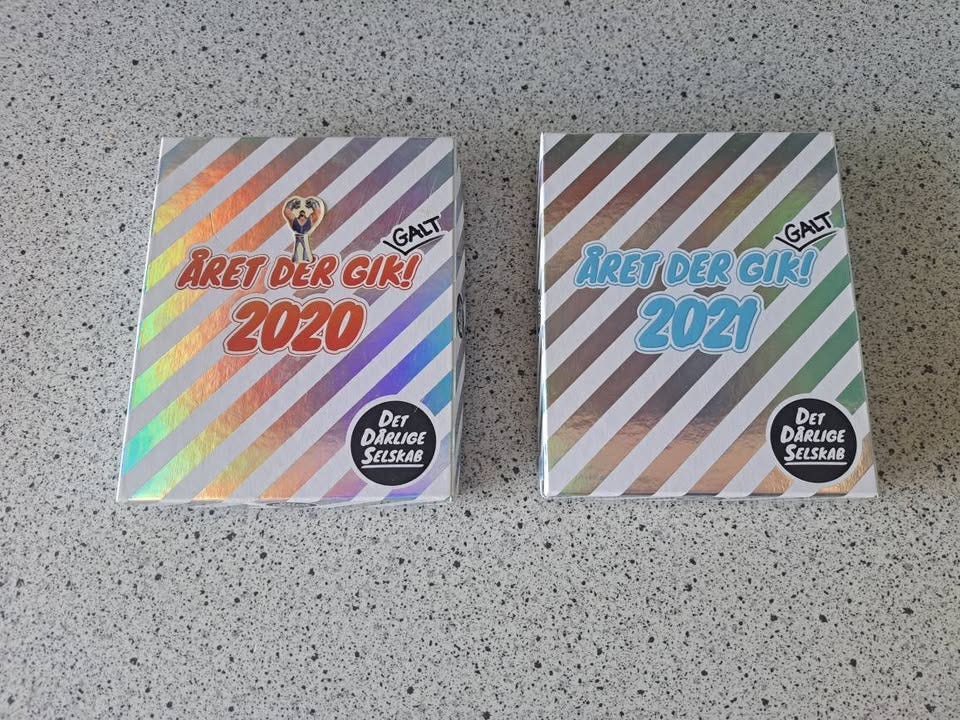 ÅRET DER GIK! GALT
2020
DET
DÅRLIGE
SELSKAB
ÅRET DER GIK! GALT
2021
DET
DÅRLIGE
SELSKAB